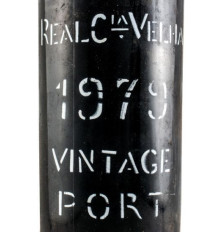 REAL CIA VELHA
1979
VINTAGE
PORT